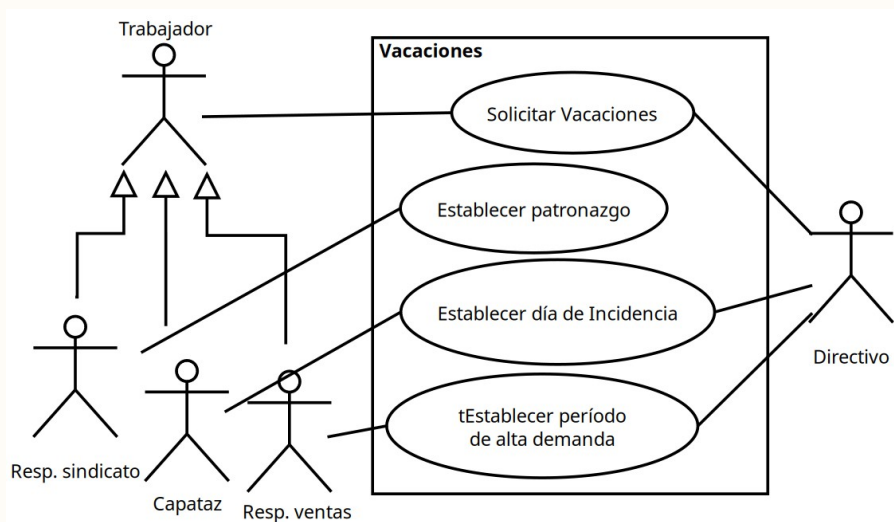 Trabajador
Vacaciones
Solicitar Vacaciones
Establecer patronazgo
Establecer día de Incidencia
Directivo
tEstablecer período
de alta demanda
Resp. sindicato
Capataz
Resp. ventas